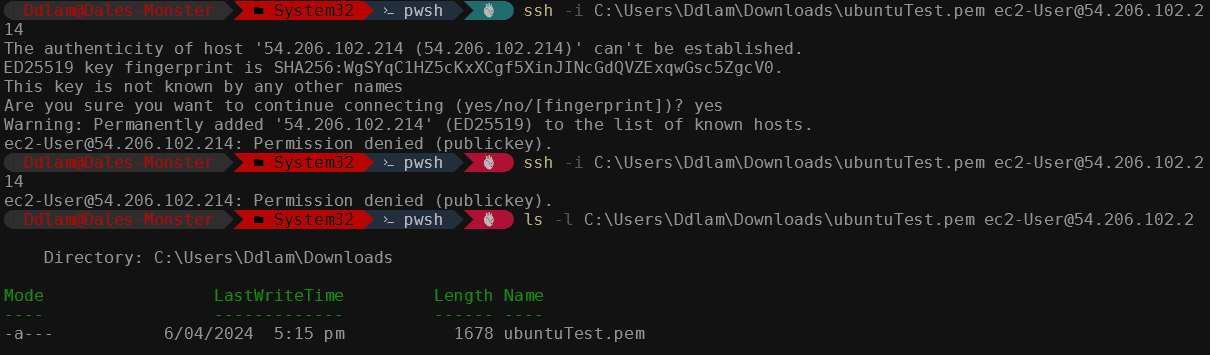 Ddlam@Dales-Monster System32 pwsh ssh -i C:\Users\Ddlam\Downloads\ubuntuTest.pem ec2-User@54.206.102.2
14
The authenticity of host '54.206.102.214 (54.206.102.214)' can't be established.
ED25519 key fingerprint is SHA256:WgSYqC1HZ5cKxXCgf5XinJINcGdQVZExqwGsc5ZgcV0.
This key is not known by any other names
Are you sure you want to continue connecting (yes/no/[fingerprint])? yes
Warning: Permanently added '54.206.102.214' (ED25519) to the list of known hosts.
ec2-User@54.206.102.214: Permission denied (publickey).
Ddlam@Dales-Monster System32 pwsh ssh -i C:\Users\Ddlam\Downloads\ubuntuTest.pem ec2-User@54.206.102.2
14
ec2-User@54.206.102.214: Permission denied (publickey).
Ddlam@Dales-Monster System32 pwsh ls -l C:\Users\Ddlam\Downloads\ubuntuTest.pem ec2-User@54.206.102.2
Directory: C:\Users\Ddlam\Downloads
Mode LastWriteTime Length Name
---- ------------- ------ ----
-a--- 6/04/2024 5:15 pm 1678 ubuntuTest.pem